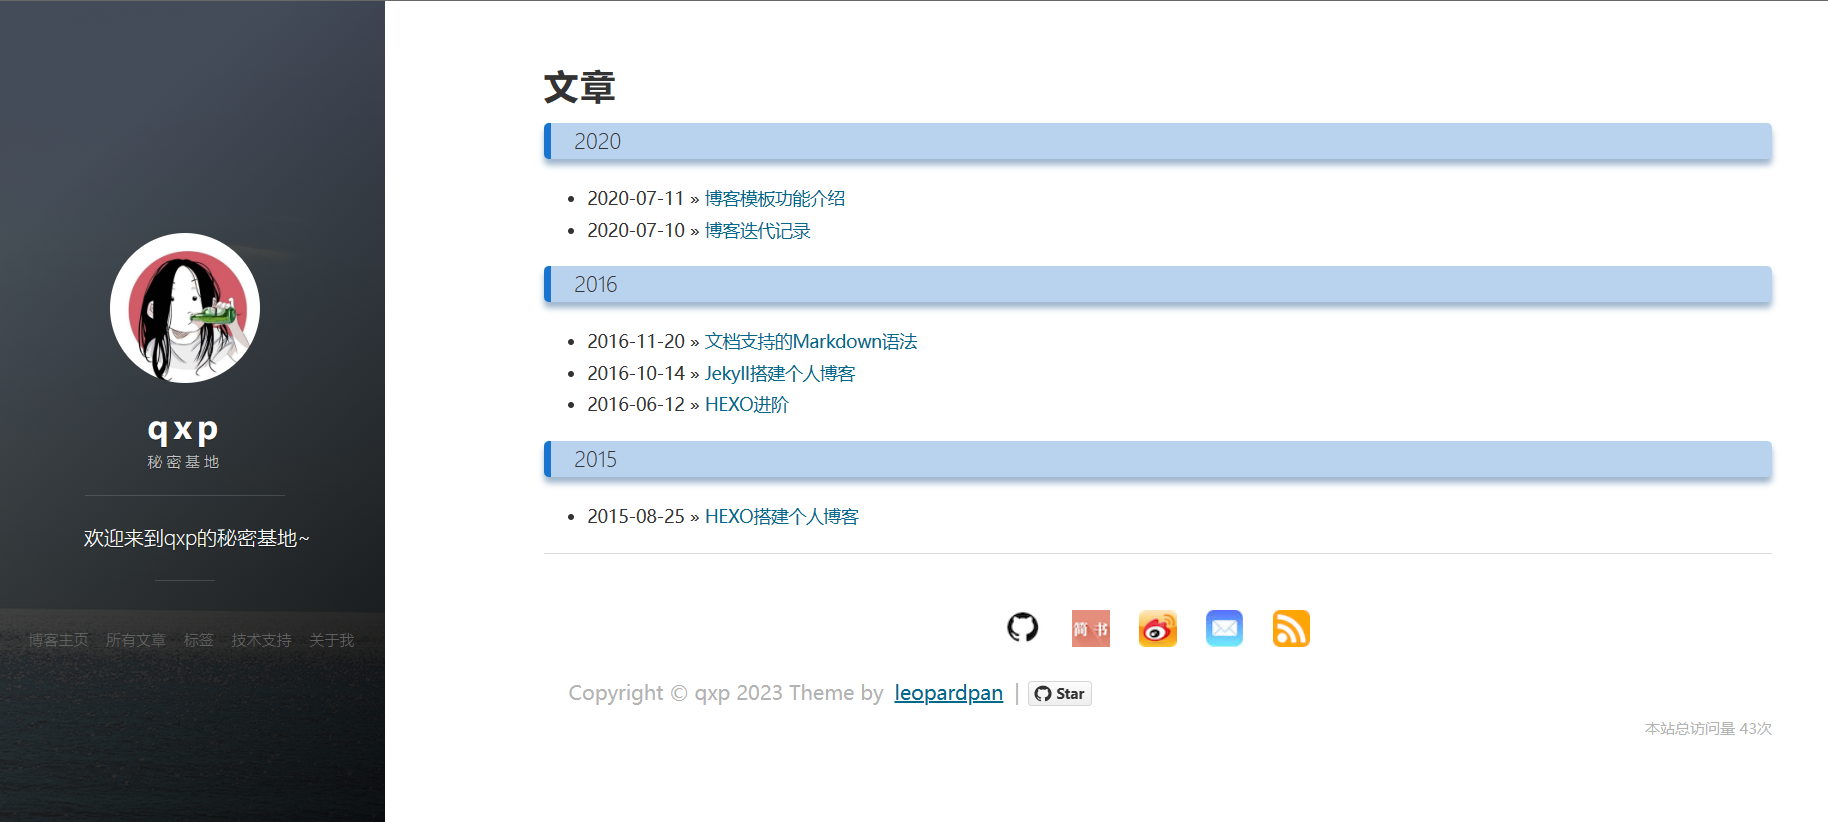 qxp
秘密基地
欢迎来到qxp的秘密基地~
博客主页 所有文章 标签 技术支持 关于我
文章
2020
2020-07-11 » 博客模板功能介绍
2020-07-10 » 博客迭代记录
2016
2016-11-20 » 文档支持的Markdown语法
2016-10-14 » Jekyll搭建个人博客
2016-06-12 » HEXO进阶
2015
2015-08-25 » HEXO搭建个人博客
简书
Copyright © qxp 2023 Theme by leopardpan | Star
本站总访问量 43次